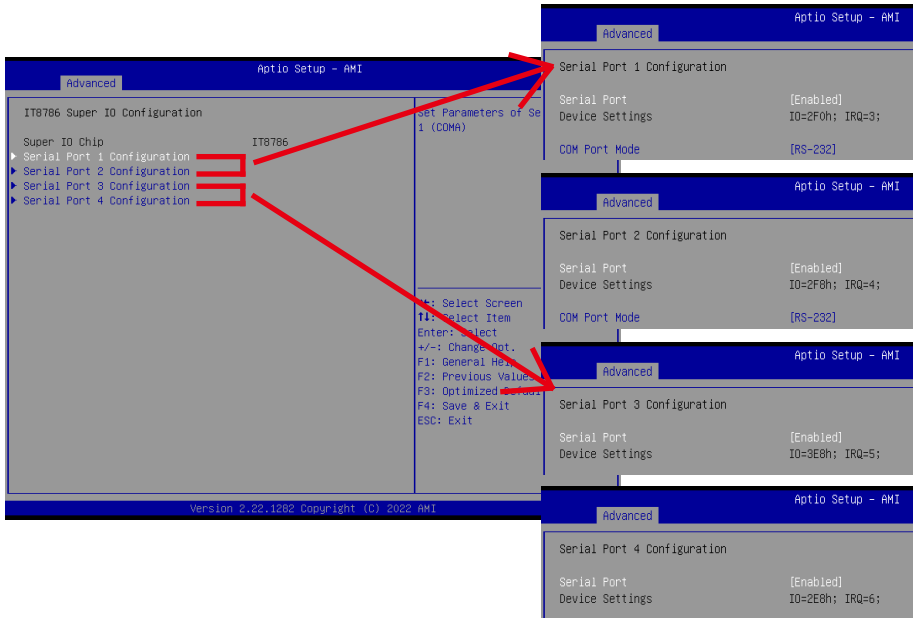 Aptio Setup – AMI
Advanced
IT8786 Super IO Configuration
Super IO Chip IT8786
Serial Port 1 Configuration
Serial Port 2 Configuration
Serial Port 3 Configuration
Serial Port 4 Configuration
Set Parameters of Se
1 (COMA)
: Select Screen
↑↓: Select Item
Enter: Select
+/-: Change Opt.
F1: General Help
F2: Previous Values
F3: Optimized Defaul
F4: Save & Exit
ESC: Exit
Version 2.22.1282 Copyright (C) 2022 AMI
Aptio Setup – AMI
Advanced
Serial Port 1 Configuration
Serial Port [Enabled]
Device Settings IO=2F0h; IRQ=3;
COM Port Mode [RS-232]
Aptio Setup – AMI
Advanced
Serial Port 2 Configuration
Serial Port [Enabled]
Device Settings IO=2F8h; IRQ=4;
COM Port Mode [RS-232]
Aptio Setup – AMI
Advanced
Serial Port 3 Configuration
Serial Port [Enabled]
Device Settings IO=3E8h; IRQ=5;
Aptio Setup – AMI
Advanced
Serial Port 4 Configuration
Serial Port [Enabled]
Device Settings IO=2E8h; IRQ=6;